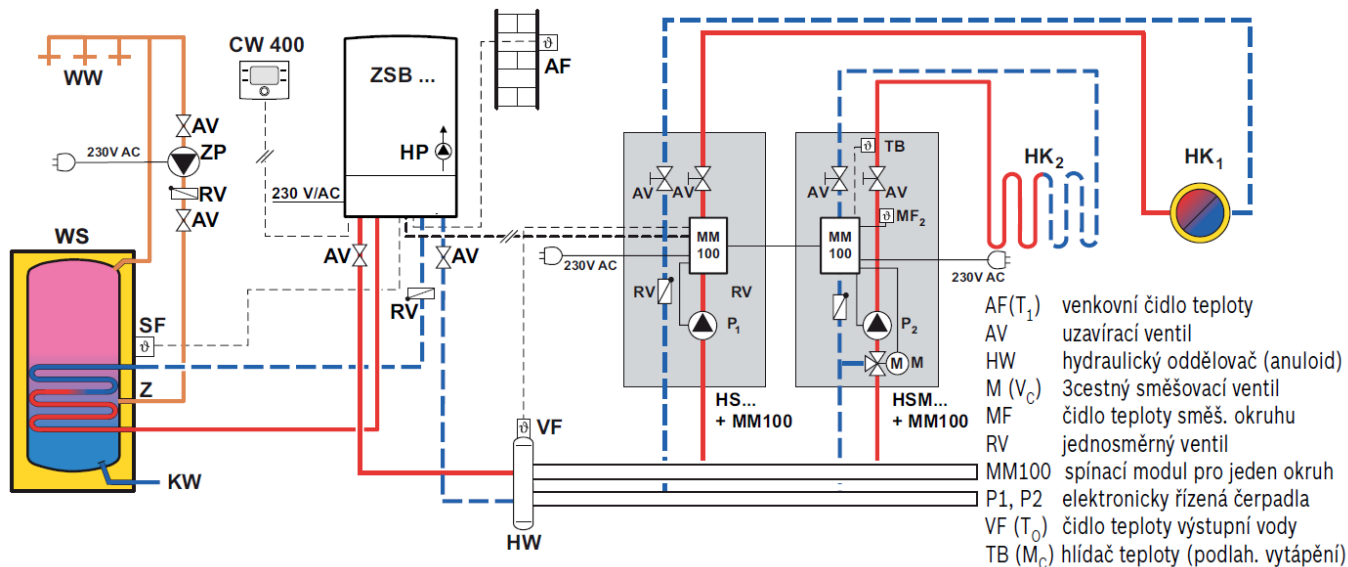 WW
CW 400
ZSB ...
AF
AV
ZP
230V AC
HP
RV
AV
230 V/AC
WS
AV
AV
RV
SF
Z
KW
VF
HW
TB
AV
AV
AV
AV
HK₂
HK₁
MF₂
MM
100
MM
100
230V AC
230V AC
RV
RV
P₁
P₂
M
M
HS...
+ MM100
HSM...
+ MM100
ϑ
ϑ
ϑ
ϑ
ϑ
AF(T₁) venkovní čidlo teploty
AV uzavírací ventil
HW hydraulický oddělovač (anuloid)
M (V_C) 3cestný směšovací ventil
MF čidlo teploty směš. okruhu
RV jednosměrný ventil
MM100 spínací modul pro jeden okruh
P1, P2 elektronicky řízená čerpadla
VF (T_O) čidlo teploty výstupní vody
TB (M_C) hlídač teploty (podlah. vytápění)